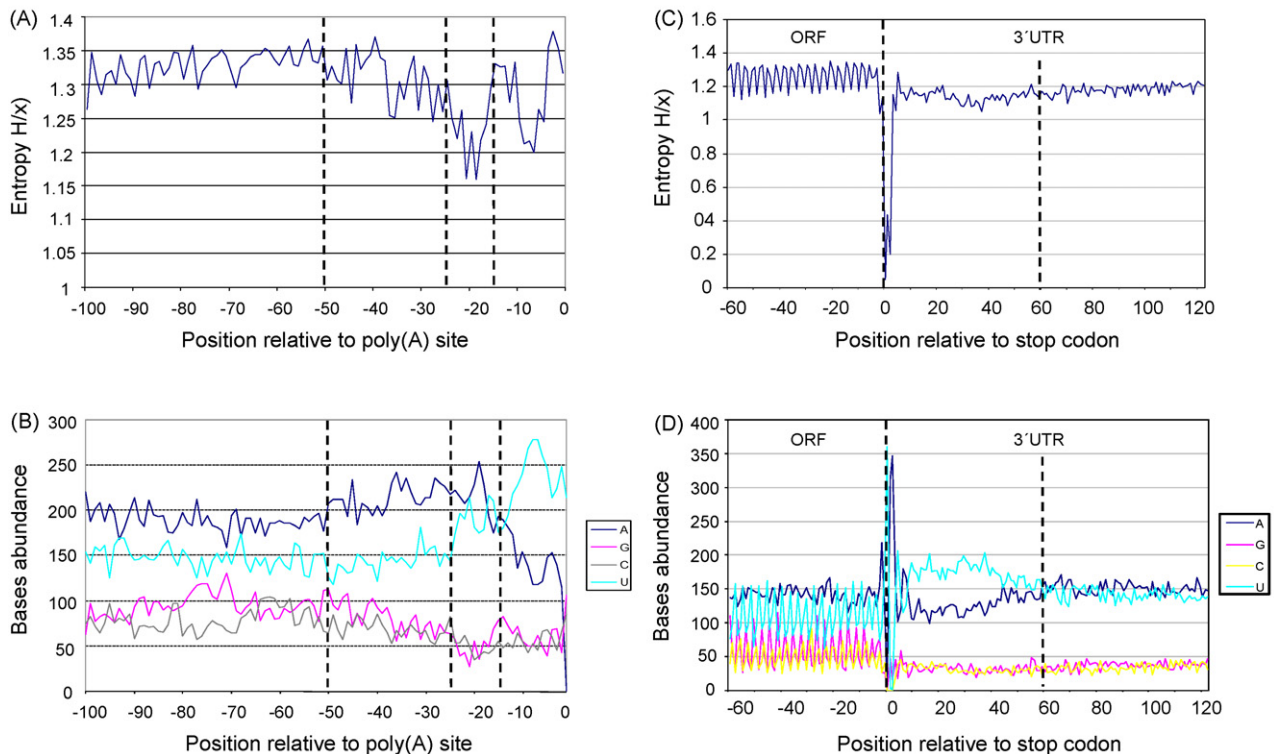 (A)
1.4
1.35
1.3
1.25
1.2
1.15
1.1
1.05
1
Entropy H/x
-100 -90 -80 -70 -60 -50 -40 -30 -20 -10 0
Position relative to poly(A) site
(C)
ORF 3´UTR
1.6
1.4
1.2
1
0.8
0.6
04
0.2
0
Entropy H/x
-60 -40 -20 0 20 40 60 80 100 120
Position relative to stop codon
(B)
300
250
200
150
100
50
0
Bases abundance
-100 -90 -80 -70 -60 -50 -40 -30 -20 -10 0
Position relative to poly(A) site
A
G
C
U
(D)
ORF 3´UTR
400
350
300
250
200
150
100
50
0
Bases abundance
-60 -40 -20 0 20 40 60 80 100 120
Position relative to stop codon
A
G
C
U